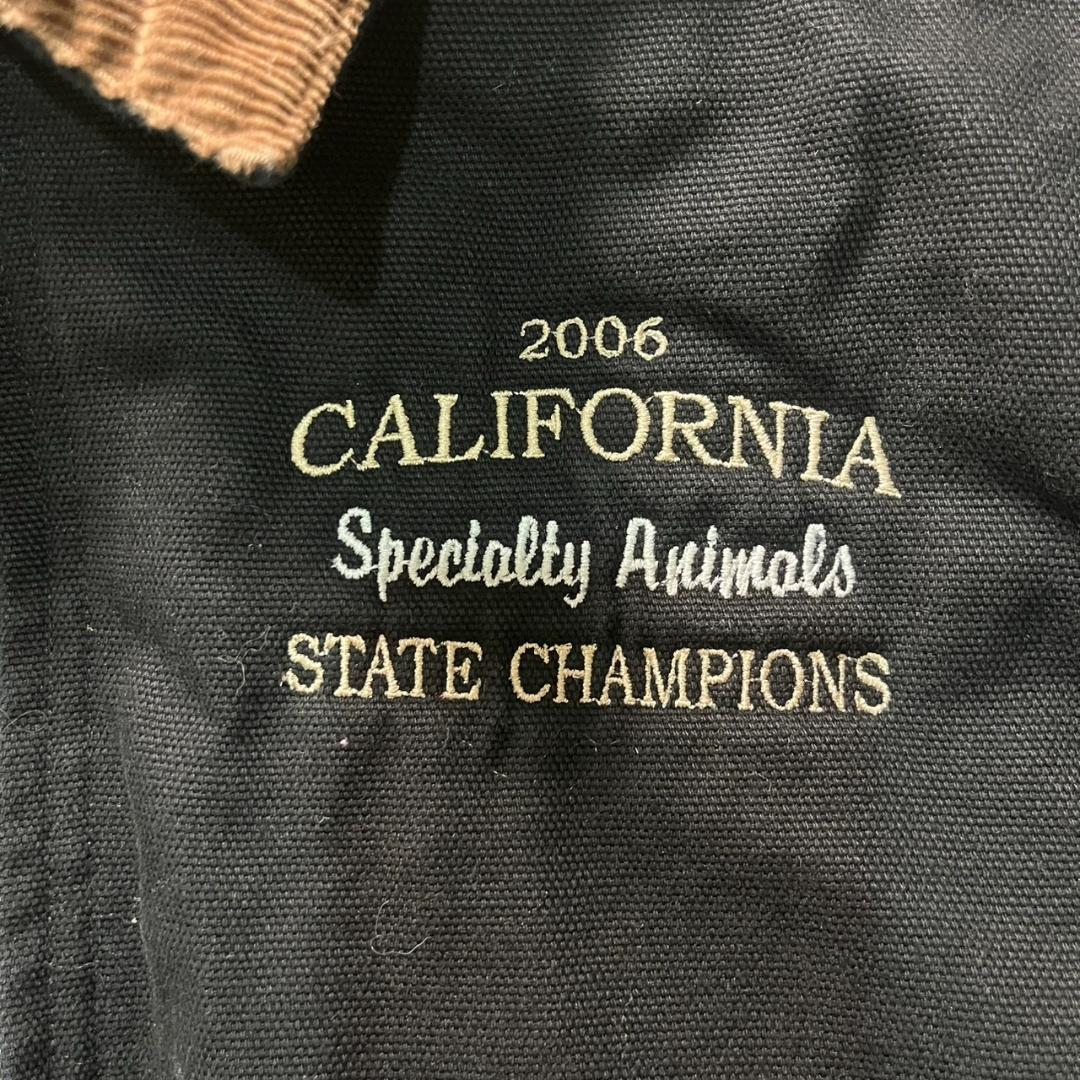 2006
CALIFORNIA
Specialty Animals
STATE CHAMPIONS